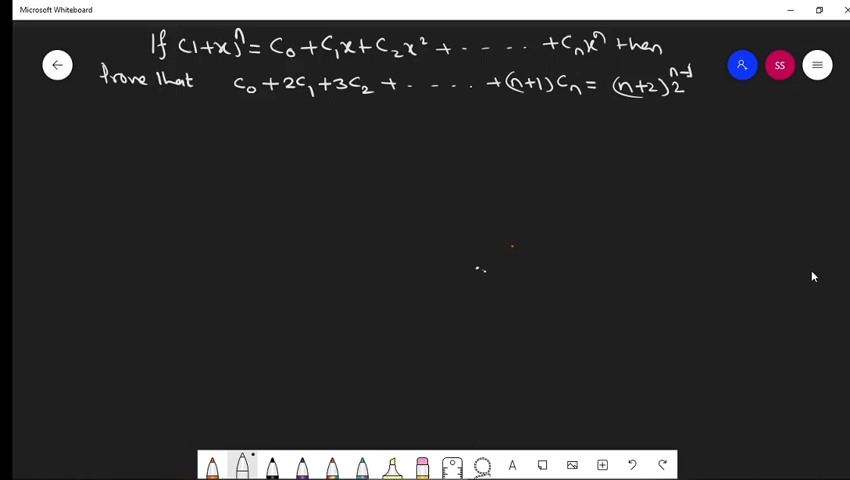 Microsoft Whiteboard
If (1+x)ⁿ = C₀ + C₁x + C₂x² + ...... + Cₙxⁿ then
SS
Prove that C₀ + 2C₁ + 3C₂ + ...... + (n+1)Cₙ = (n+2)2ⁿ⁻¹
A